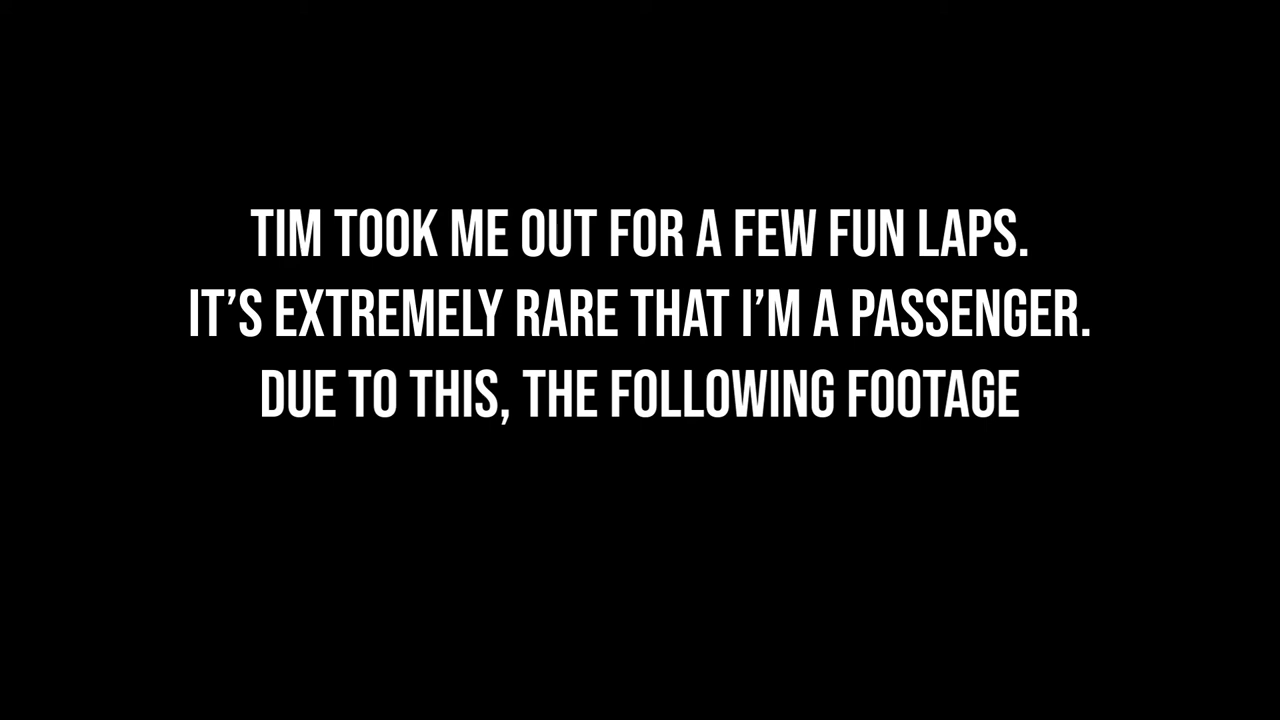 TIM TOOK ME OUT FOR A FEW FUN LAPS.
IT’S EXTREMELY RARE THAT I’M A PASSENGER.
DUE TO THIS, THE FOLLOWING FOOTAGE